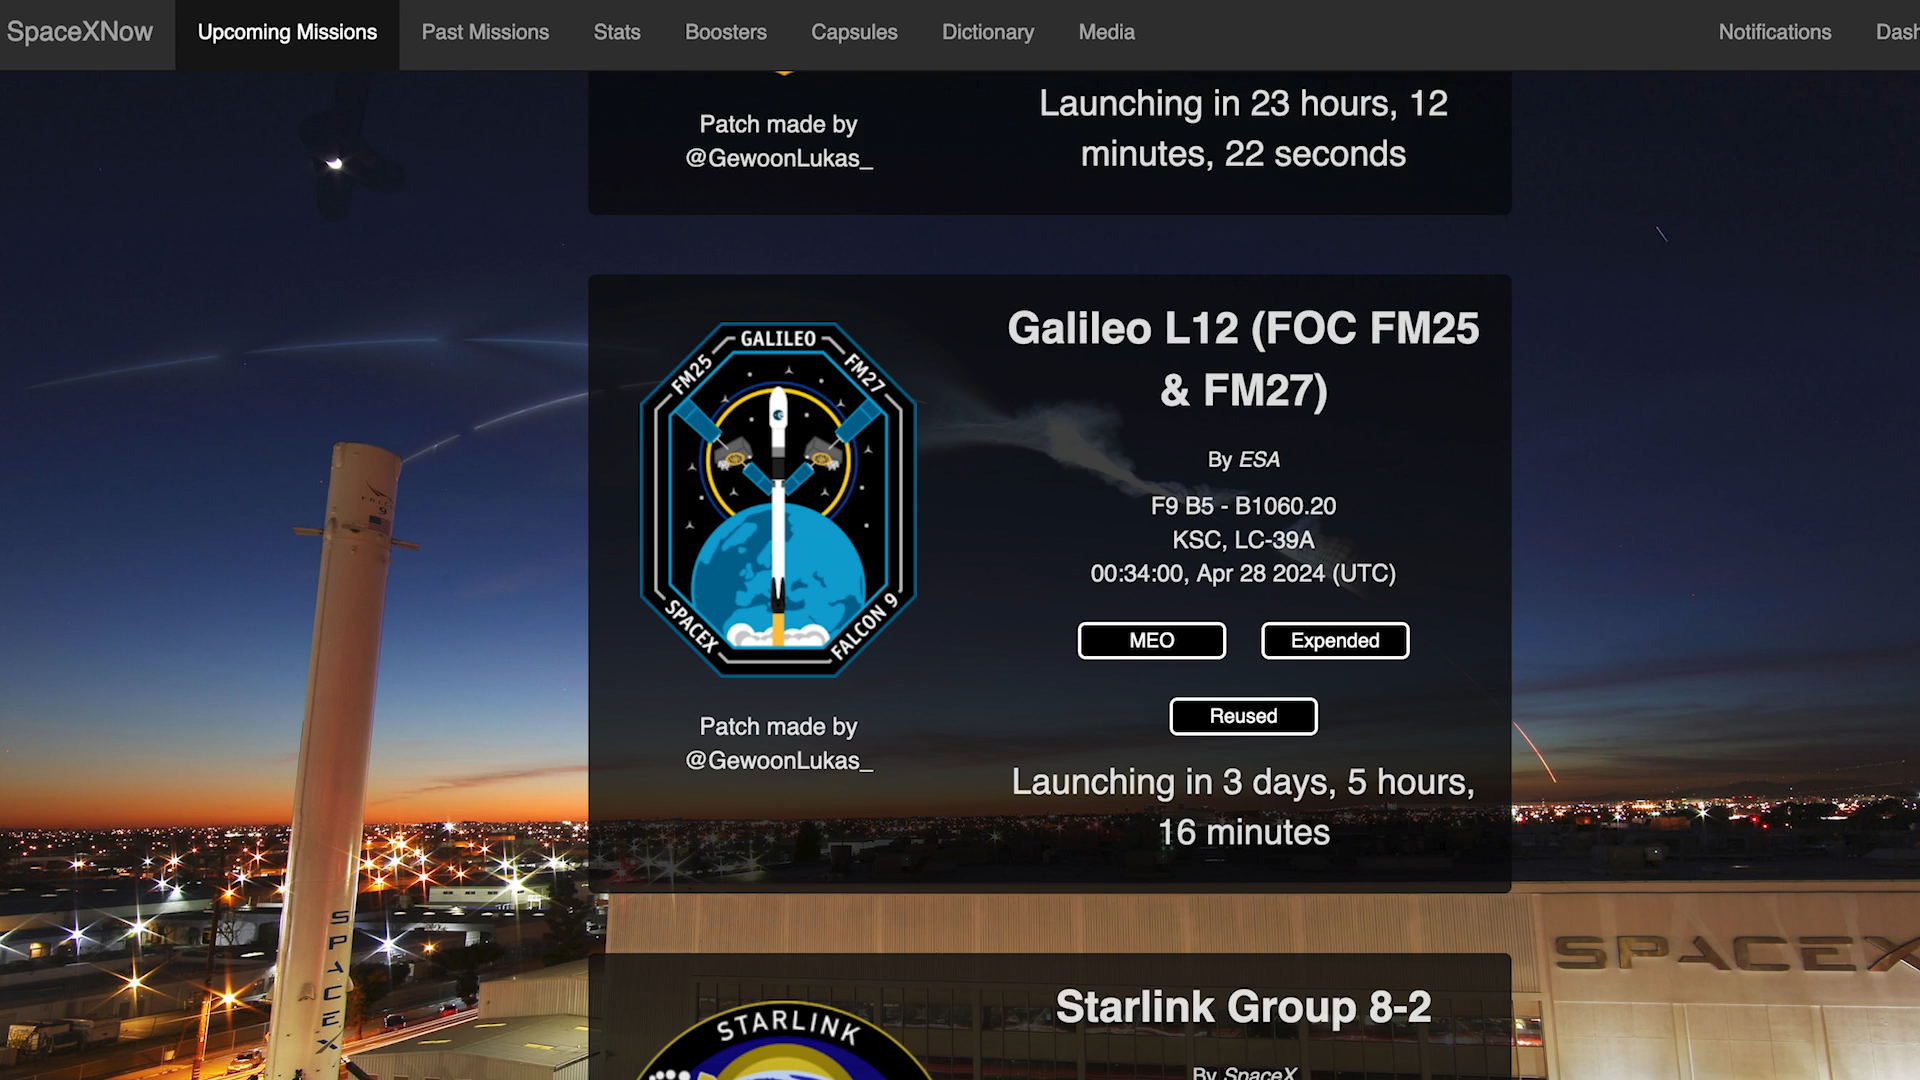 SpaceXNow
Upcoming Missions
Past Missions
Stats
Boosters
Capsules
Dictionary
Media
Notifications
Patch made by
@GewoonLukas_
Launching in 23 hours, 12
minutes, 22 seconds
GALILEO
FM25
FM27
SPACEX
FALCON 9
Patch made by
@GewoonLukas_
Galileo L12 (FOC FM25
& FM27)
By ESA
F9 B5 - B1060.20
KSC, LC-39A
00:34:00, Apr 28 2024 (UTC)
MEO
Expended
Reused
Launching in 3 days, 5 hours,
16 minutes
SPACEX
SPACEX
STARLINK
Starlink Group 8-2
By SpaceX